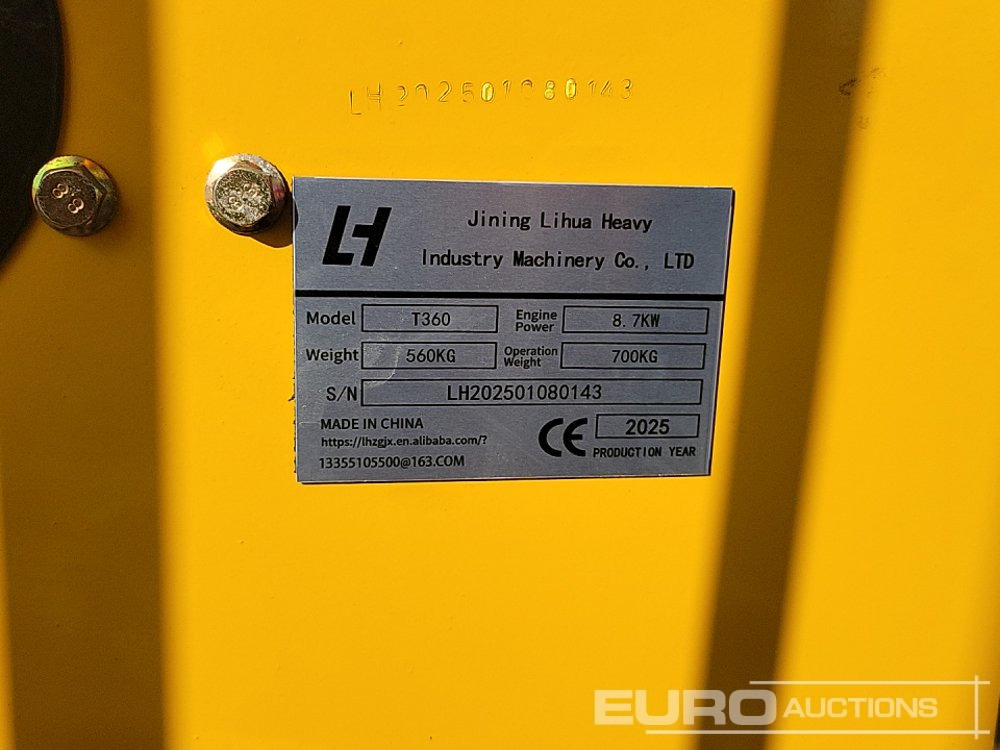 LH202501080143
8.8
8.8
LH
Jining Lihua Heavy
Industry Machinery Co., LTD
Model T360 Engine Power 8.7KW
Weight 560KG Operation Weight 700KG
S/N LH202501080143
MADE IN CHINA
https://lhzgjx.en.alibaba.com/?
13355105500@163.COM
CE 2025
PRODUCTION YEAR
EURO AUCTIONS